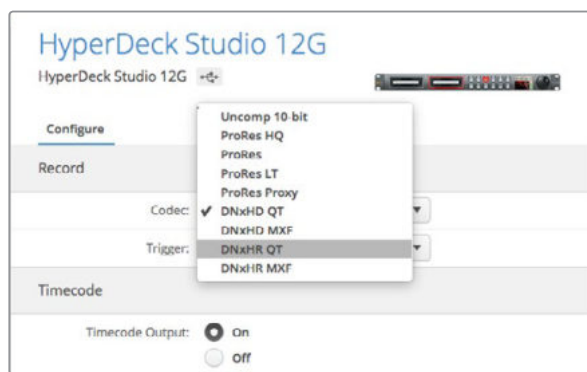 HyperDeck Studio 12G
HyperDeck Studio 12G
Configure
Record
Codec:
Uncomp 10-bit
ProRes HQ
ProRes
ProRes LT
ProRes Proxy
✓ DNxHD QT
DNxHD MXF
DNxHR QT
DNxHR MXF
Trigger:
Timecode
Timecode Output:
On
Off